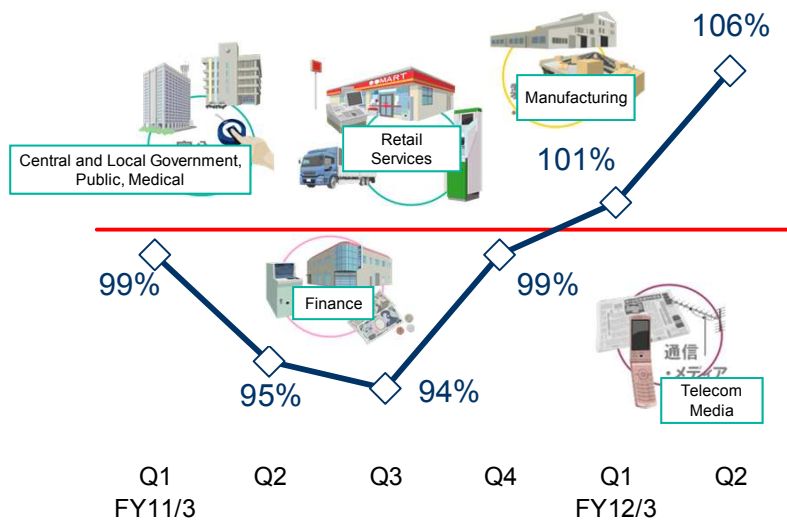 106%
MART
Manufacturing
Central and Local Government,
Public, Medical
Retail
Services
101%
99%
Finance
99%
通信
・メディア
95%
94%
Telecom
Media
Q1
Q2
Q3
Q4
Q1
Q2
FY11/3
FY12/3